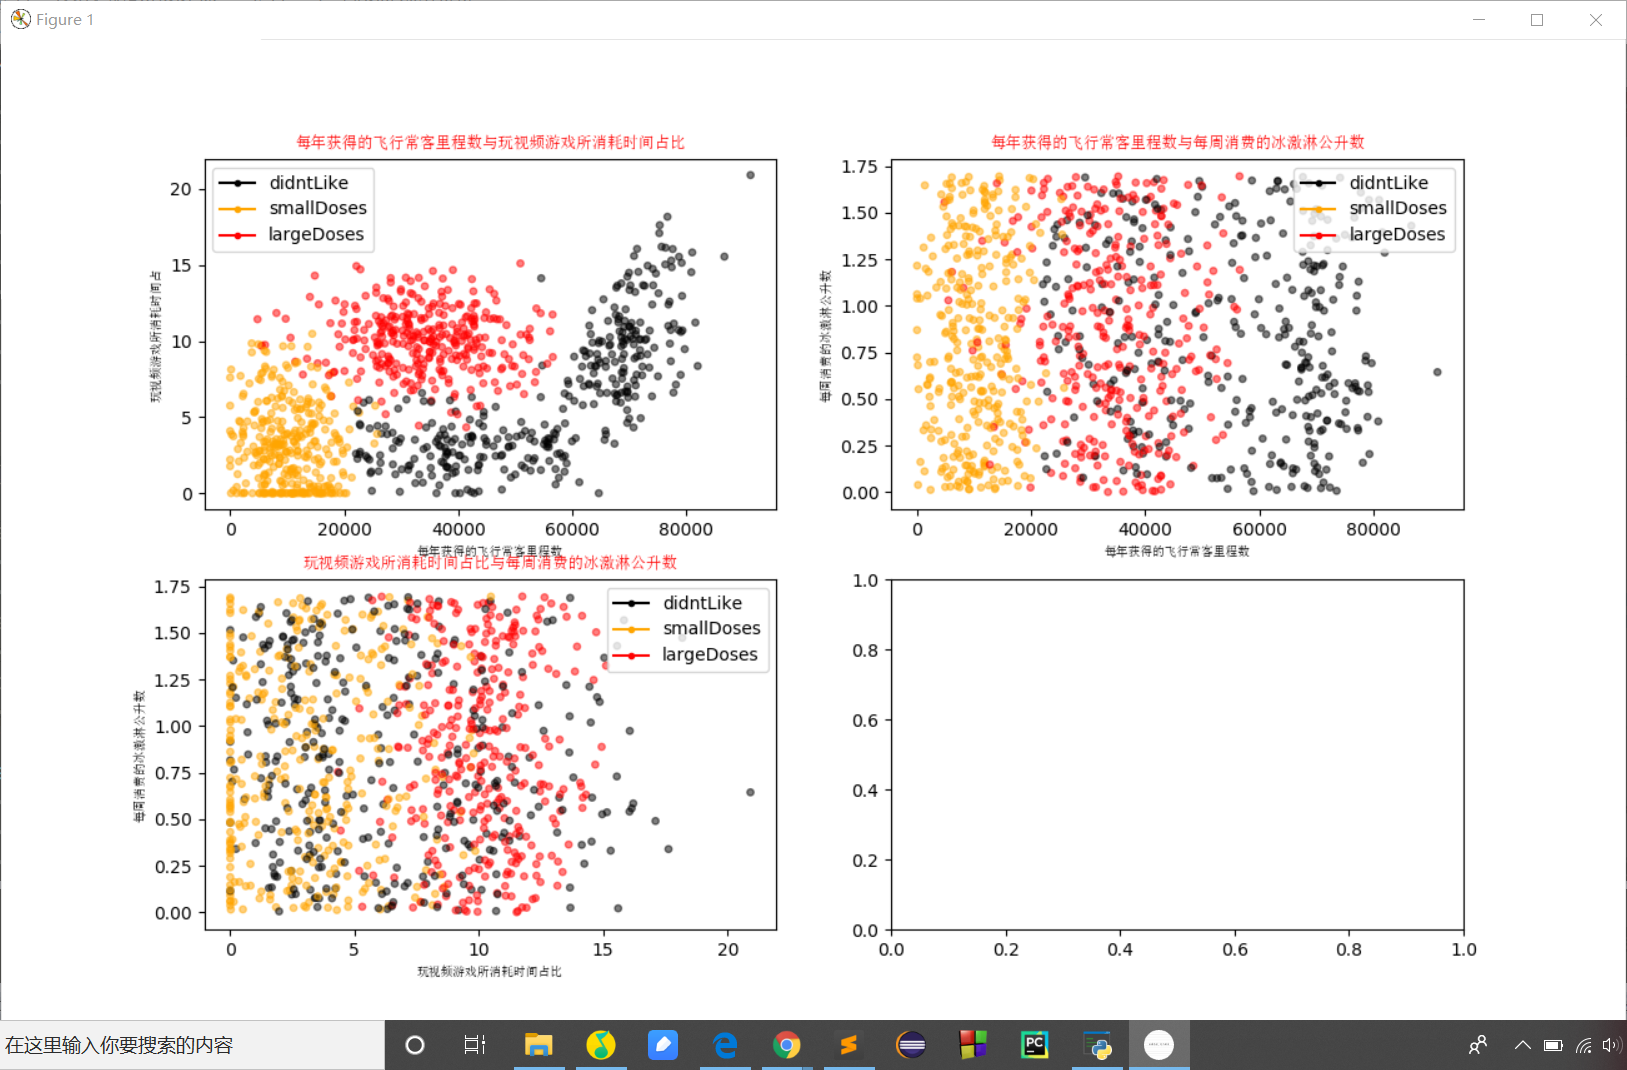 Figure 1
每年获得的飞行常客里程数与玩视频游戏所消耗时间占比
didntLike
smallDoses
largeDoses
20
15
10
5
0
玩视频游戏所消耗时间占
0 20000 40000 60000 80000
每年获得的飞行常客里程数
每年获得的飞行常客里程数与每周消费的冰激淋公升数
didntLike
smallDoses
largeDoses
1.75
1.50
1.25
1.00
0.75
0.50
0.25
0.00
每周消费的冰激淋公升数
0 20000 40000 60000 80000
每年获得的飞行常客里程数
玩视频游戏所消耗时间占比与每周消费的冰激淋公升数
didntLike
smallDoses
largeDoses
1.75
1.50
1.25
1.00
0.75
0.50
0.25
0.00
每周消费的冰激淋公升数
0 5 10 15 20
玩视频游戏所消耗时间占比
1.0
0.8
0.6
0.4
0.2
0.0
0.0 0.2 0.4 0.6 0.8 1.0
在这里输入你要搜索的内容
PC